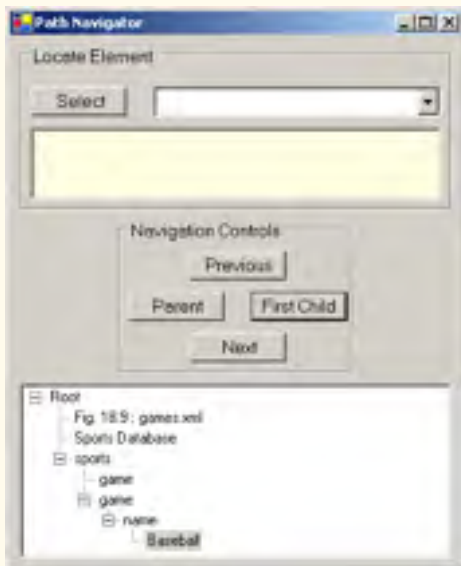 Path Navigator
Locate Element
Select
Navigation Controls
Previous
Parent First Child
Next
Root
Fig. 18.9 : games.xml
Sports Database
sports
game
game
name
Baseball